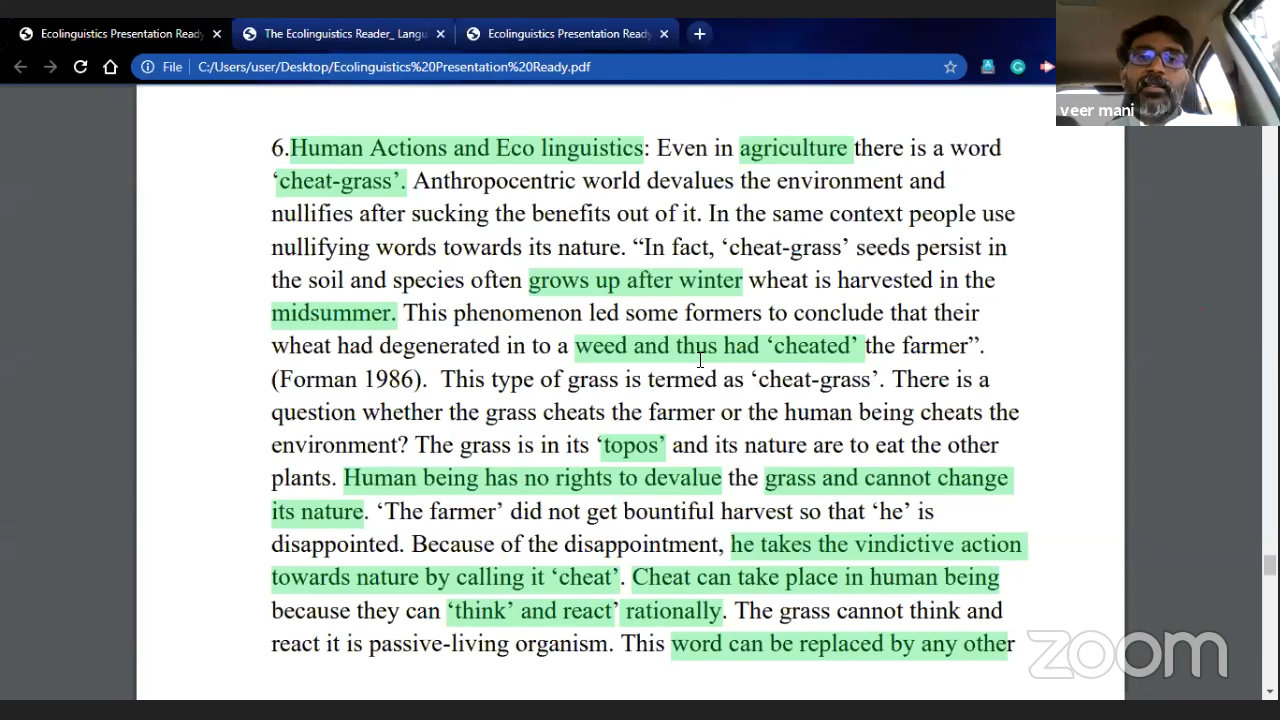 Ecolinguistics Presentation Ready
The Ecolinguistics Reader_ Langu
Ecolinguistics Presentation Ready
File
C:/Users/user/Desktop/Ecolinguistics%20Presentation%20Ready.pdf
veer mani
6.Human Actions and Eco linguistics: Even in agriculture there is a word
‘cheat-grass’. Anthropocentric world devalues the environment and
nullifies after sucking the benefits out of it. In the same context people use
nullifying words towards its nature. “In fact, ‘cheat-grass’ seeds persist in
the soil and species often grows up after winter wheat is harvested in the
midsummer. This phenomenon led some formers to conclude that their
wheat had degenerated in to a weed and thus had ‘cheated’ the farmer”.
(Forman 1986).  This type of grass is termed as ‘cheat-grass’. There is a
question whether the grass cheats the farmer or the human being cheats the
environment? The grass is in its ‘topos’ and its nature are to eat the other
plants. Human being has no rights to devalue the grass and cannot change
its nature. ‘The farmer’ did not get bountiful harvest so that ‘he’ is
disappointed. Because of the disappointment, he takes the vindictive action
towards nature by calling it ‘cheat’. Cheat can take place in human being
because they can ‘think’ and react’ rationally. The grass cannot think and
react it is passive-living organism. This word can be replaced by any other
zoom